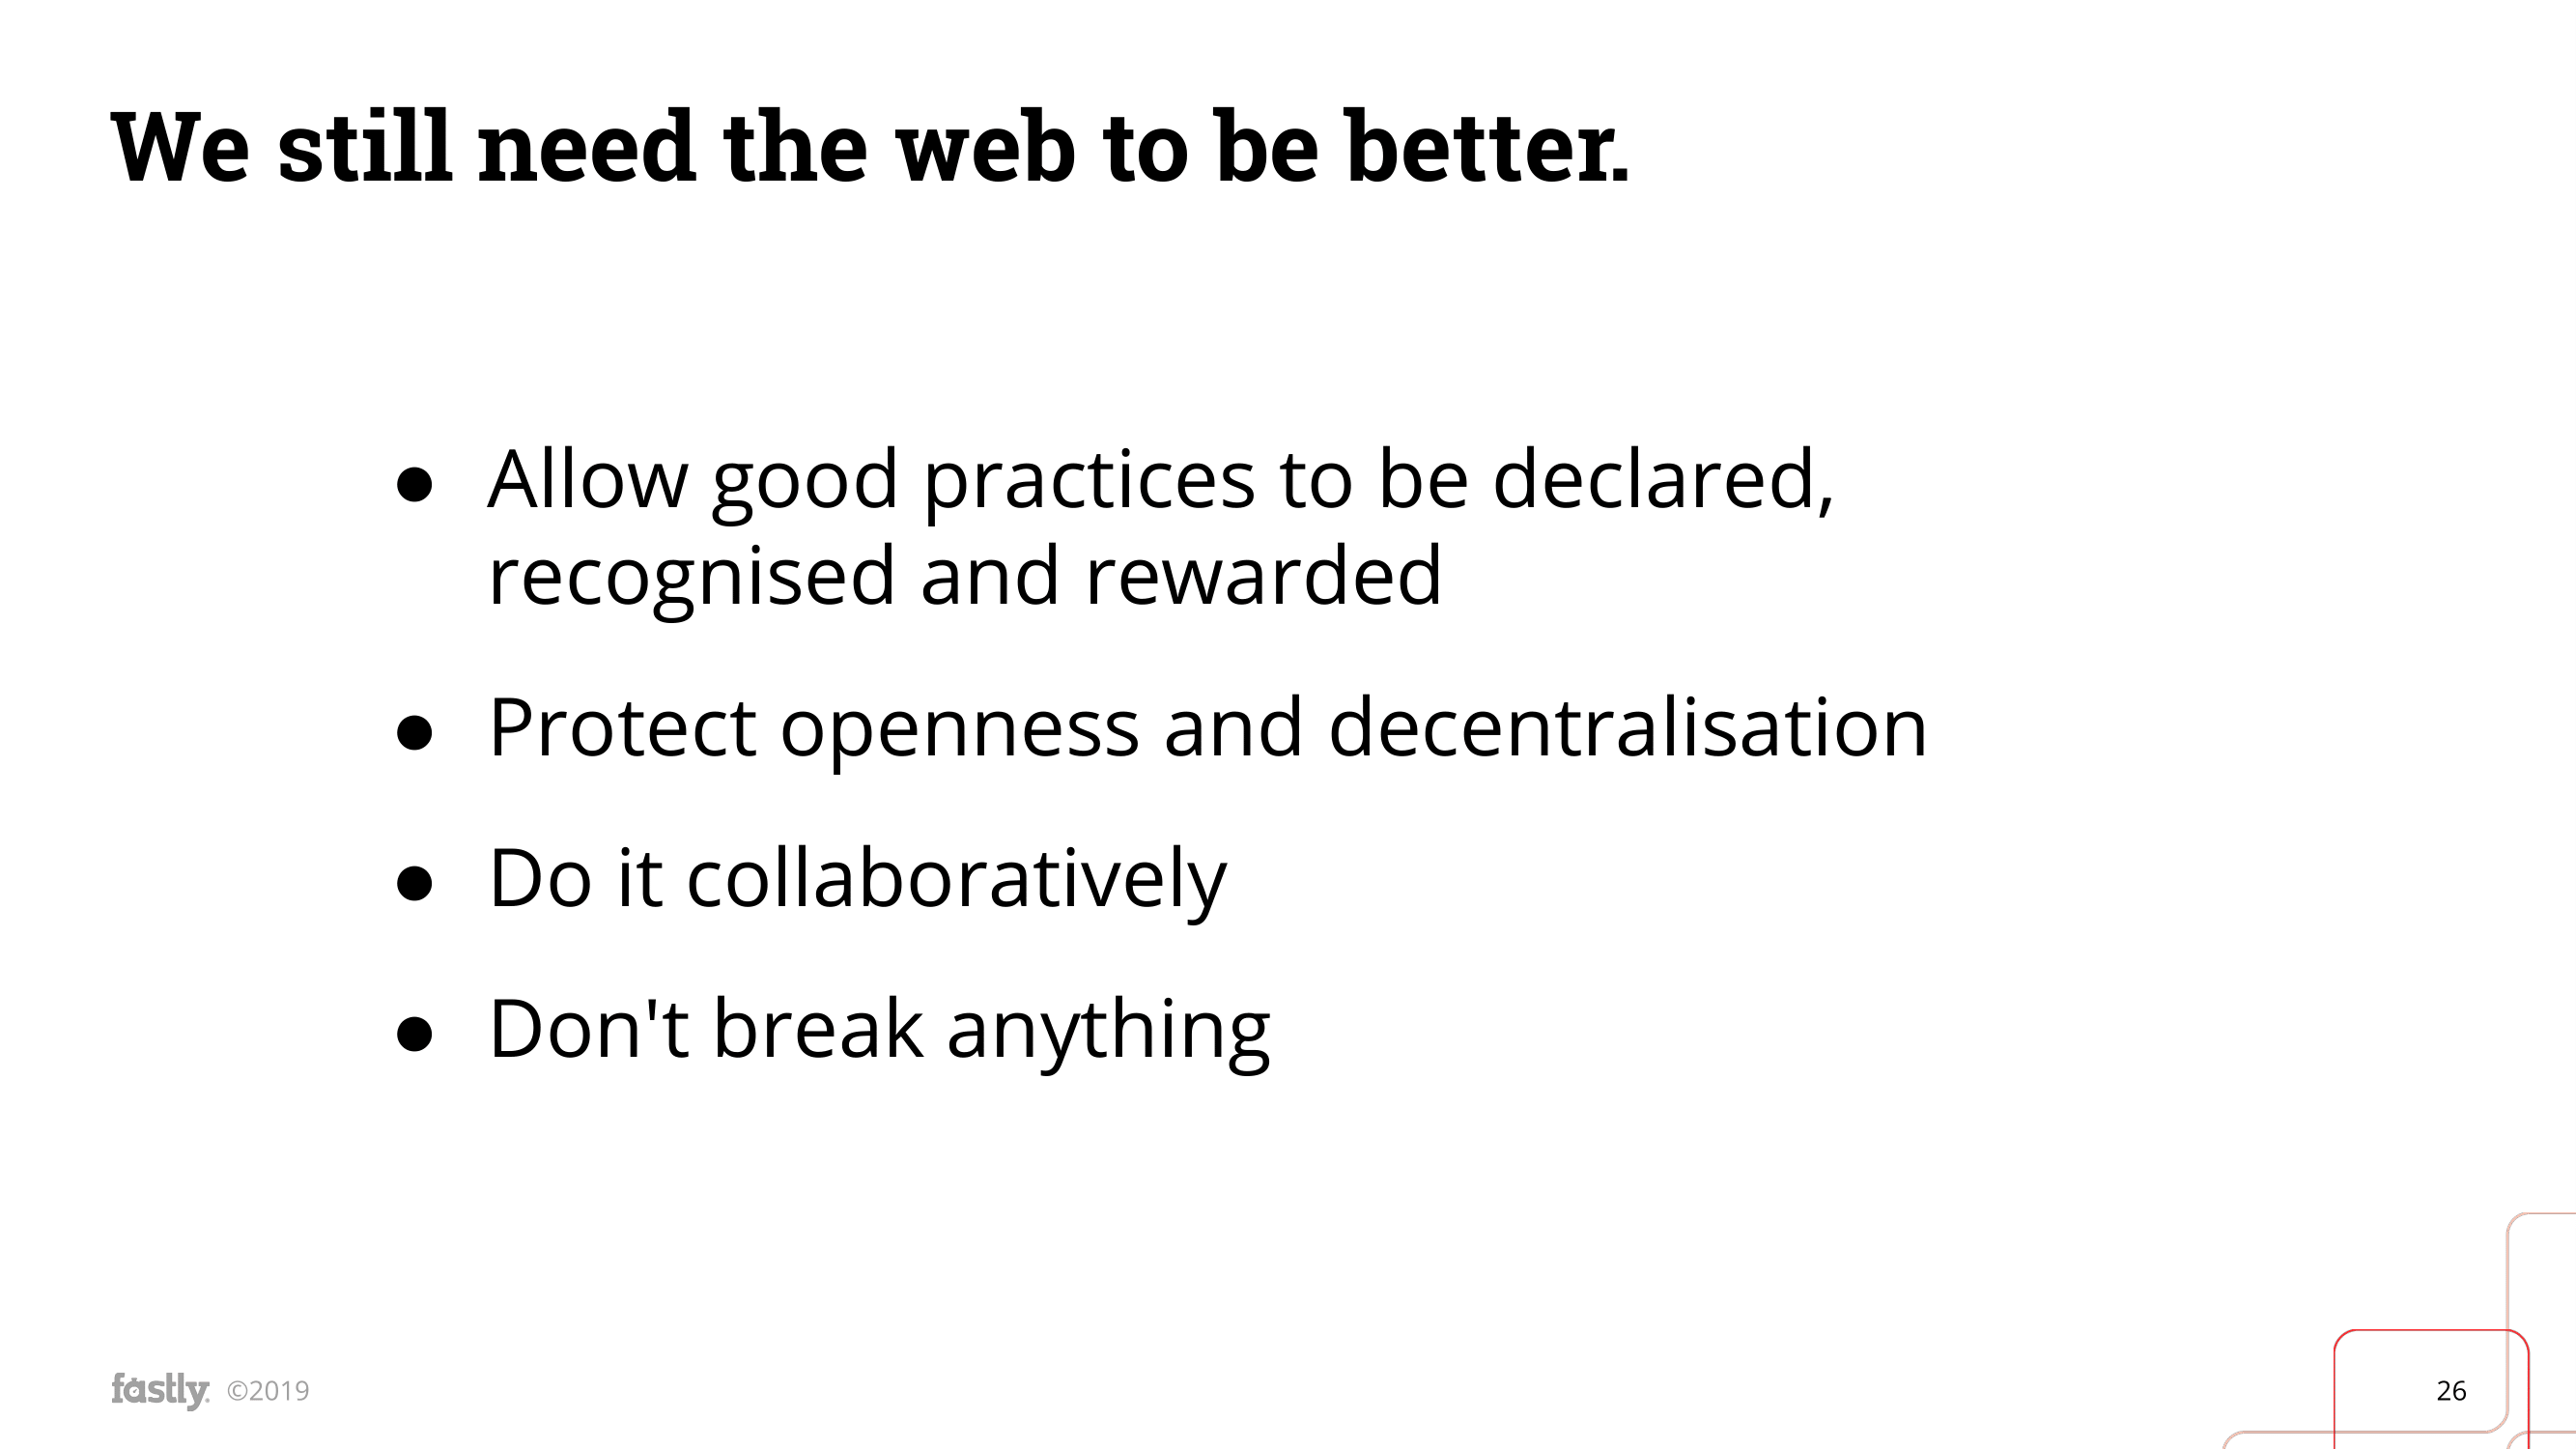 We still need the web to be better.
● Allow good practices to be declared,
recognised and rewarded
● Protect openness and decentralisation
● Do it collaboratively
● Don't break anything
fastly ©2019
26